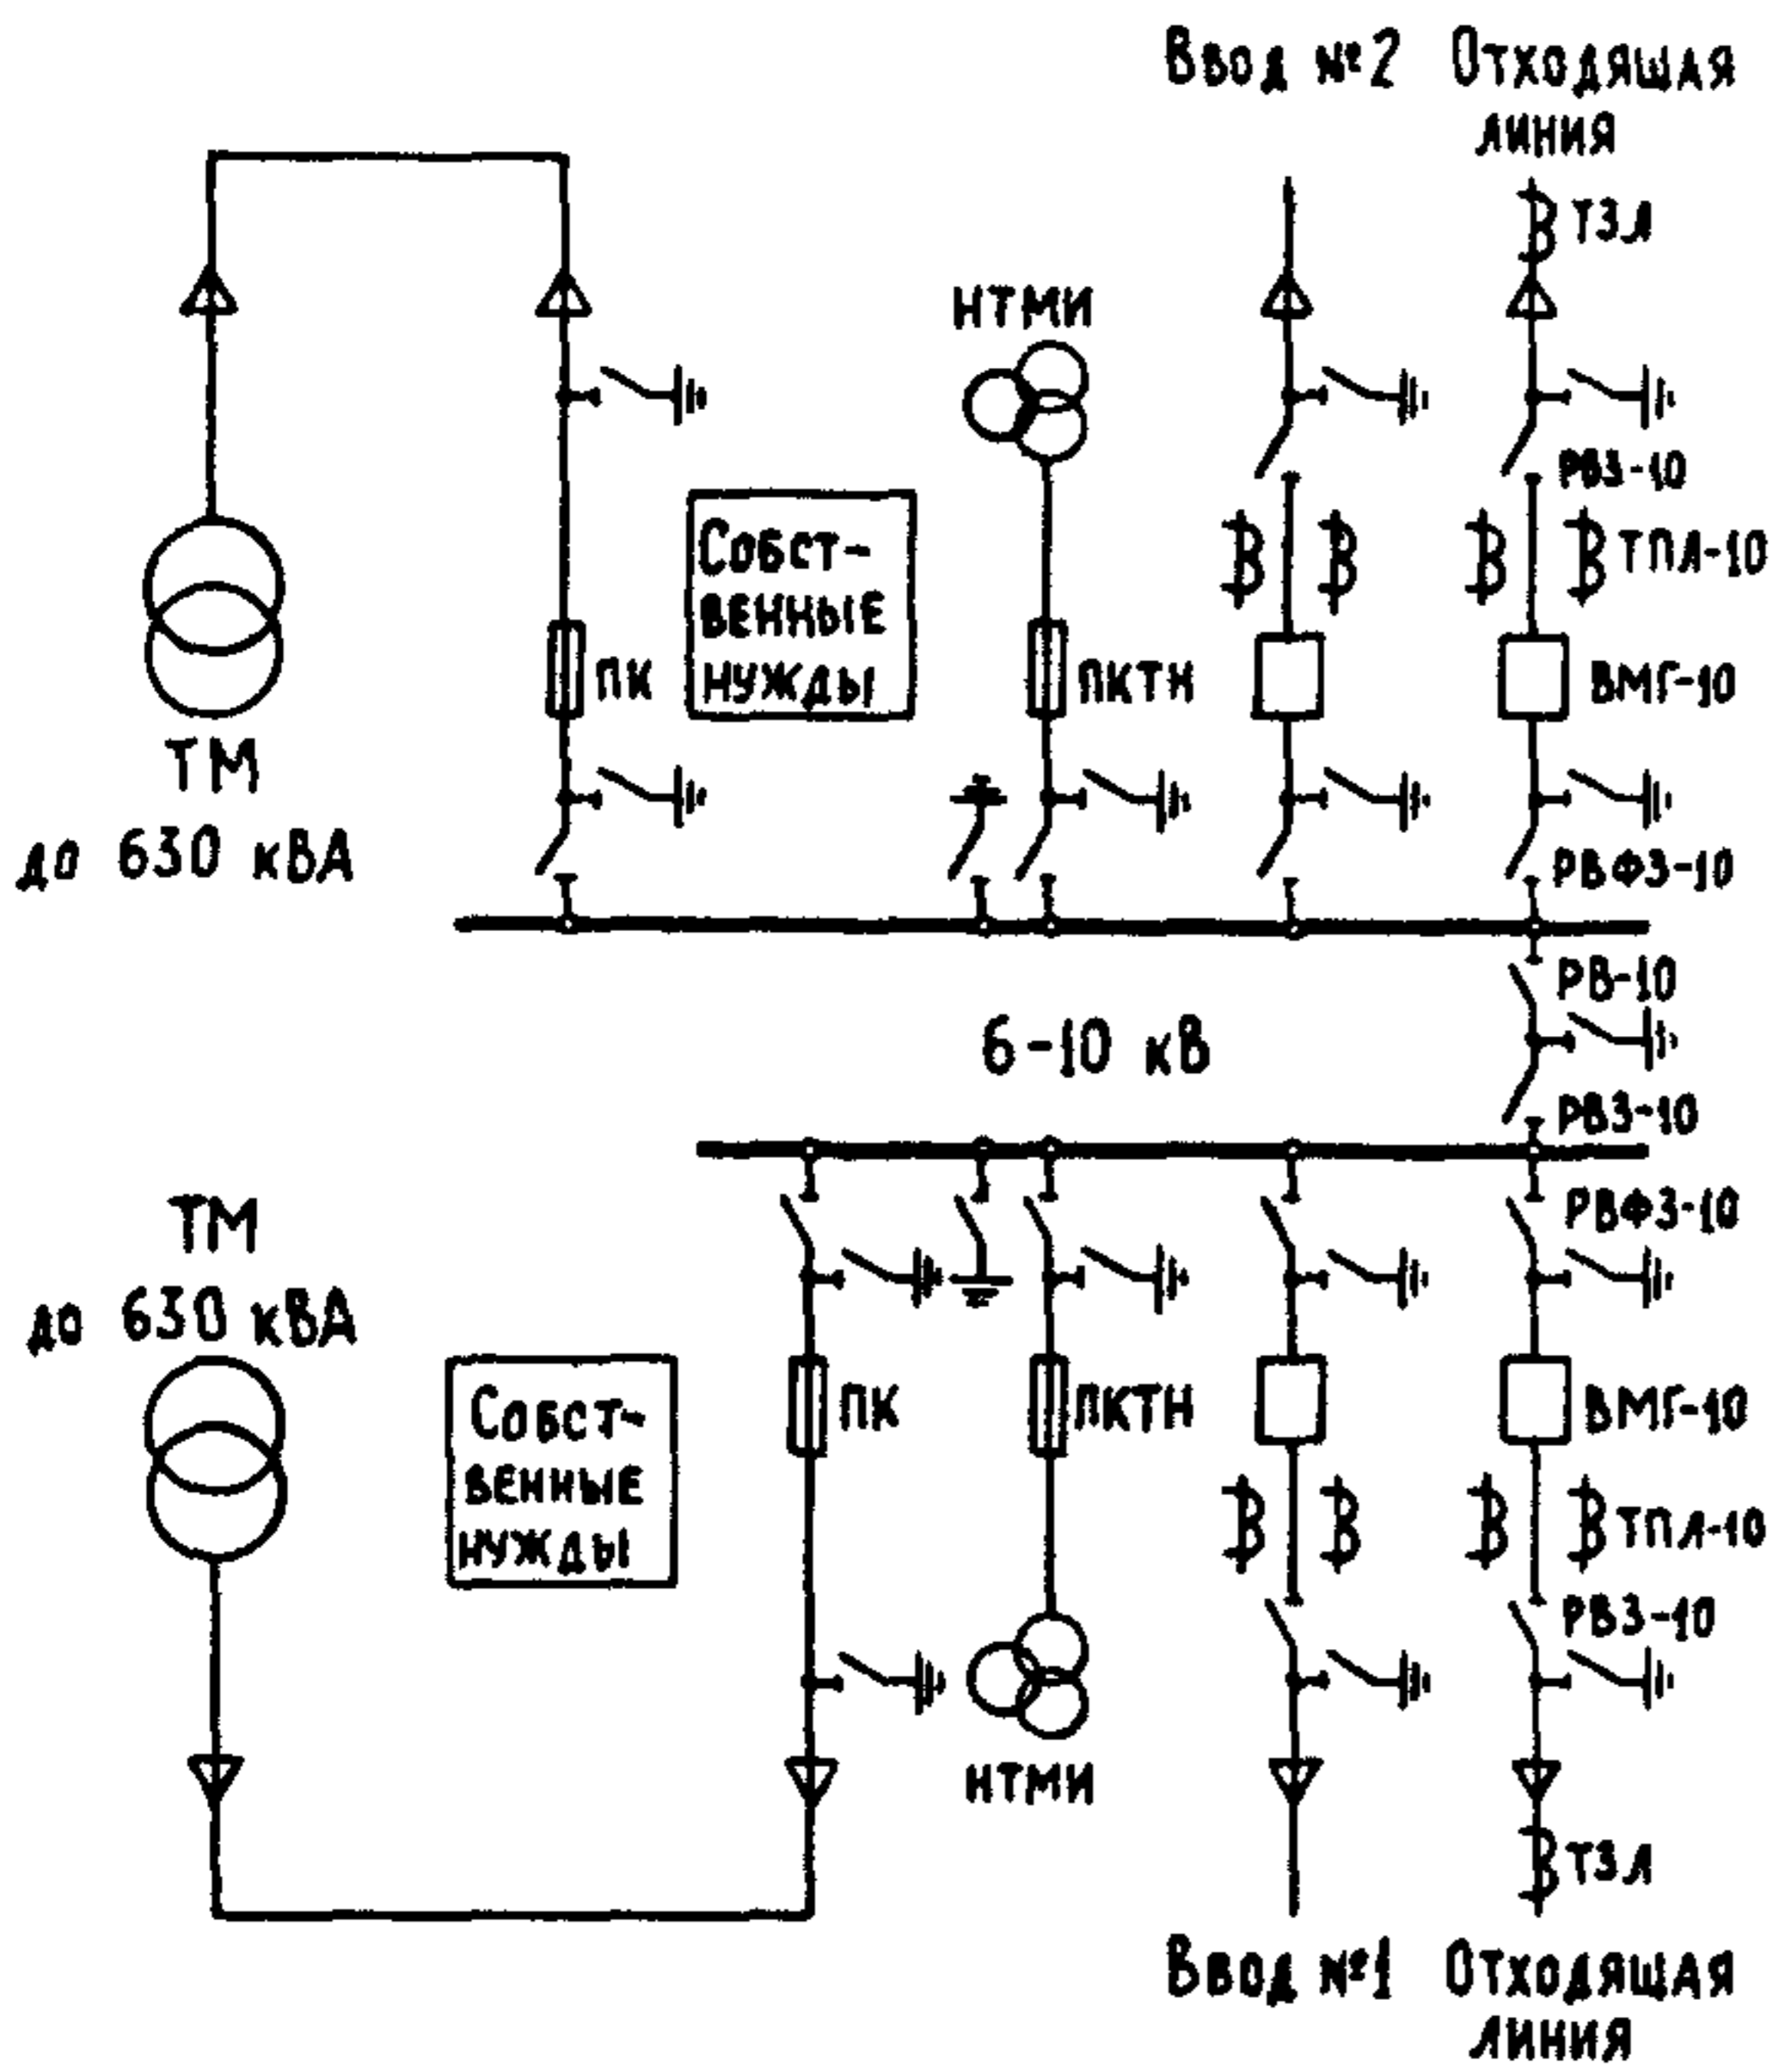 Ввод №2 Отходящая
линия
ТЗЛ
НТМИ
РВЗ-10
Собст-
венные
нужды
ТПЛ-10
ПК
ПКТН
ВМГ-10
ТМ
до 630 кВА
РВФЗ-10
РВ-10
6-10 кВ
РВЗ-10
ТМ
до 630 кВА
РВФЗ-10
Собст-
венные
нужды
ПК
ПКТН
ВМГ-10
ТПЛ-10
РВЗ-10
НТМИ
ТЗЛ
Ввод №1 Отходящая
линия